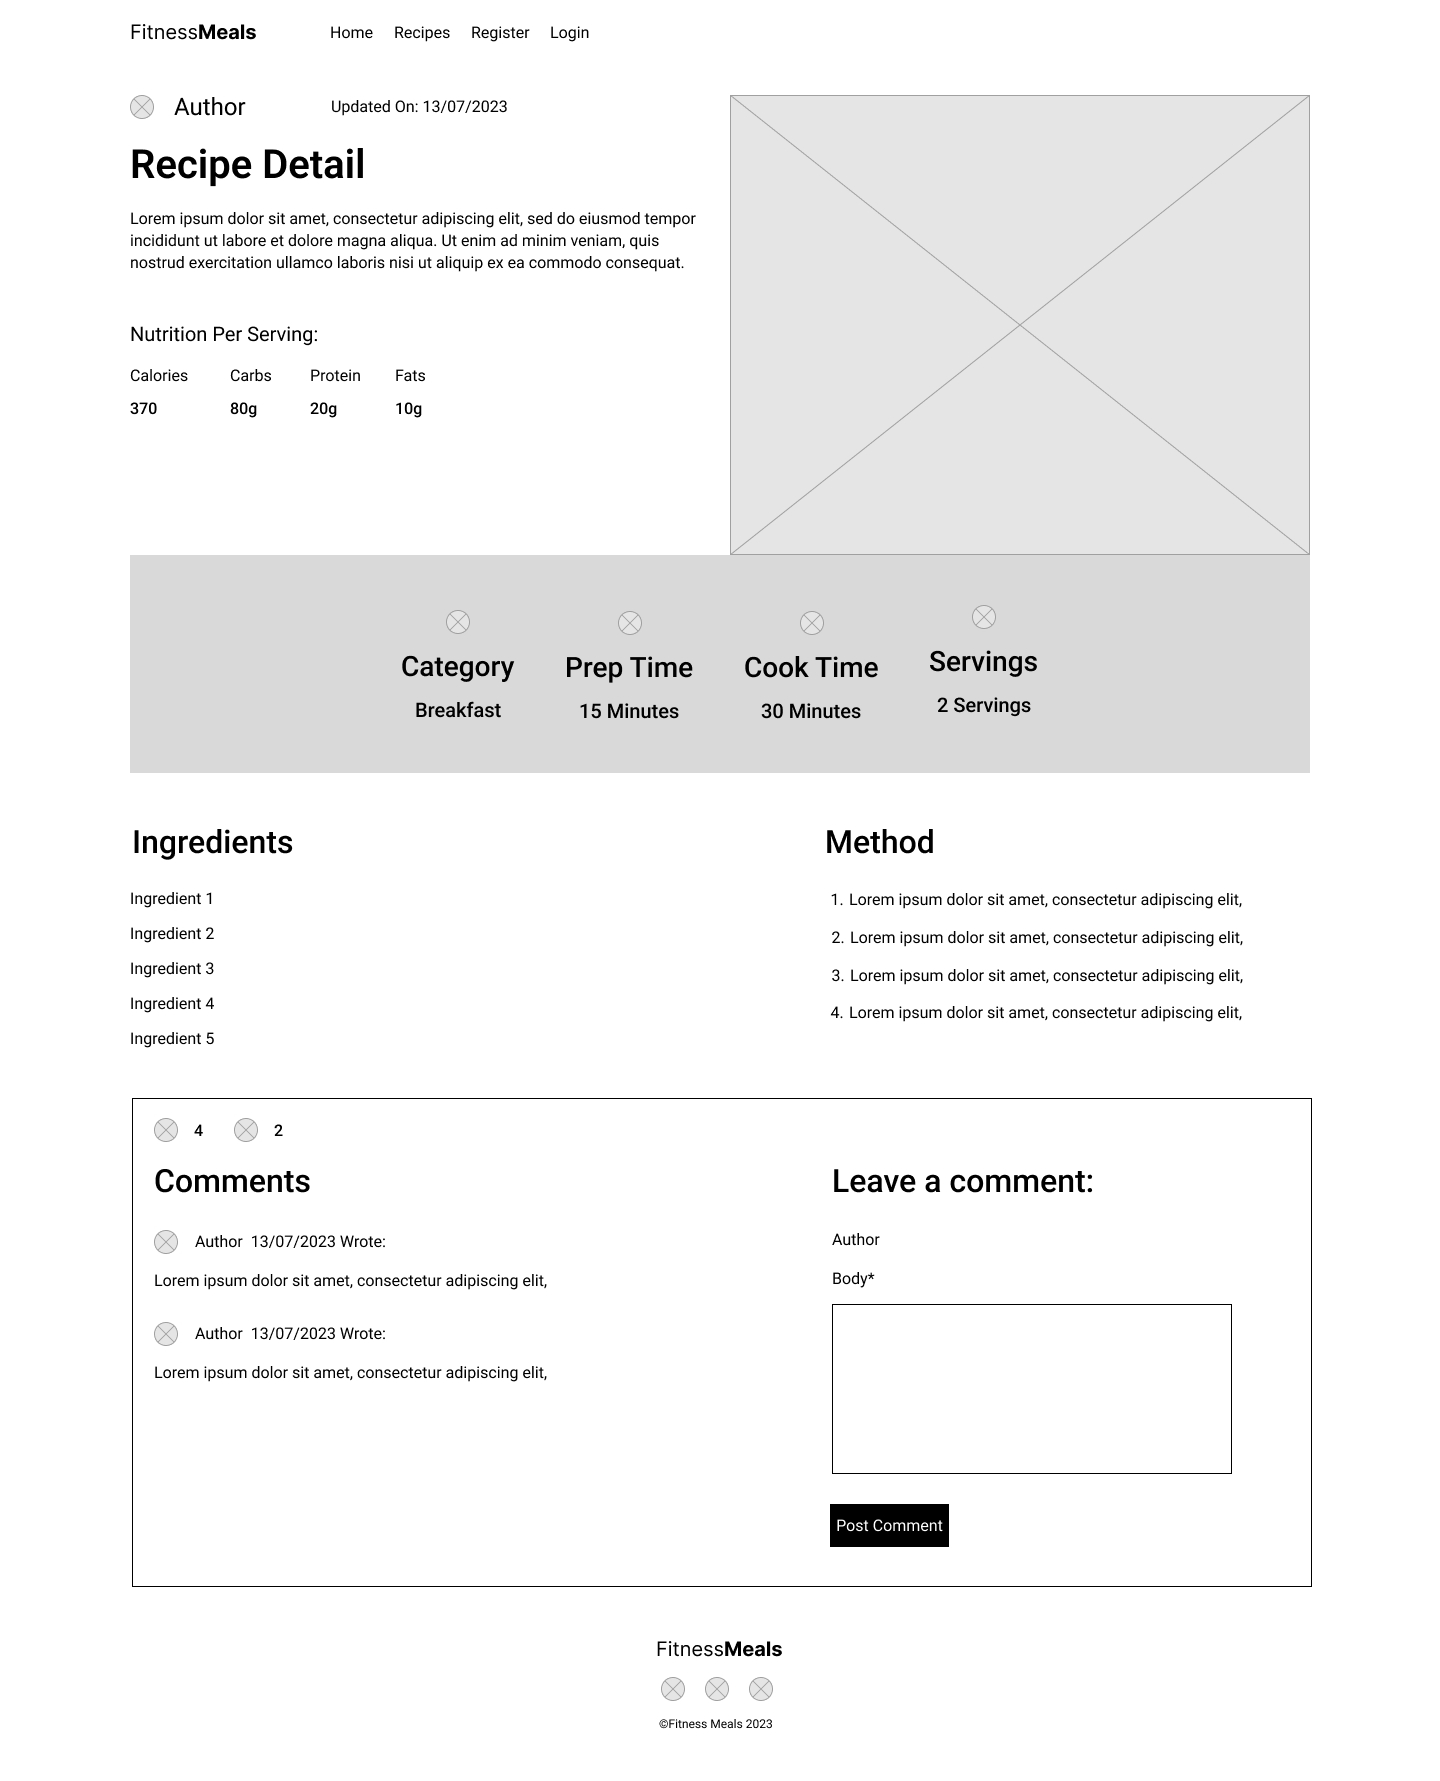 FitnessMeals
Home Recipes Register Login
Author
Updated On: 13/07/2023
Recipe Detail
Lorem ipsum dolor sit amet, consectetur adipiscing elit, sed do eiusmod tempor
incididunt ut labore et dolore magna aliqua. Ut enim ad minim veniam, quis
nostrud exercitation ullamco laboris nisi ut aliquip ex ea commodo consequat.
Nutrition Per Serving:
Calories Carbs Protein Fats
370 80g 20g 10g
Category
Breakfast
Prep Time
15 Minutes
Cook Time
30 Minutes
Servings
2 Servings
Ingredients
Ingredient 1
Ingredient 2
Ingredient 3
Ingredient 4
Ingredient 5
Method
1. Lorem ipsum dolor sit amet, consectetur adipiscing elit,
2. Lorem ipsum dolor sit amet, consectetur adipiscing elit,
3. Lorem ipsum dolor sit amet, consectetur adipiscing elit,
4. Lorem ipsum dolor sit amet, consectetur adipiscing elit,
4 2
Comments
Author 13/07/2023 Wrote:
Lorem ipsum dolor sit amet, consectetur adipiscing elit,
Author 13/07/2023 Wrote:
Lorem ipsum dolor sit amet, consectetur adipiscing elit,
Leave a comment:
Author
Body*
Post Comment
FitnessMeals
©Fitness Meals 2023